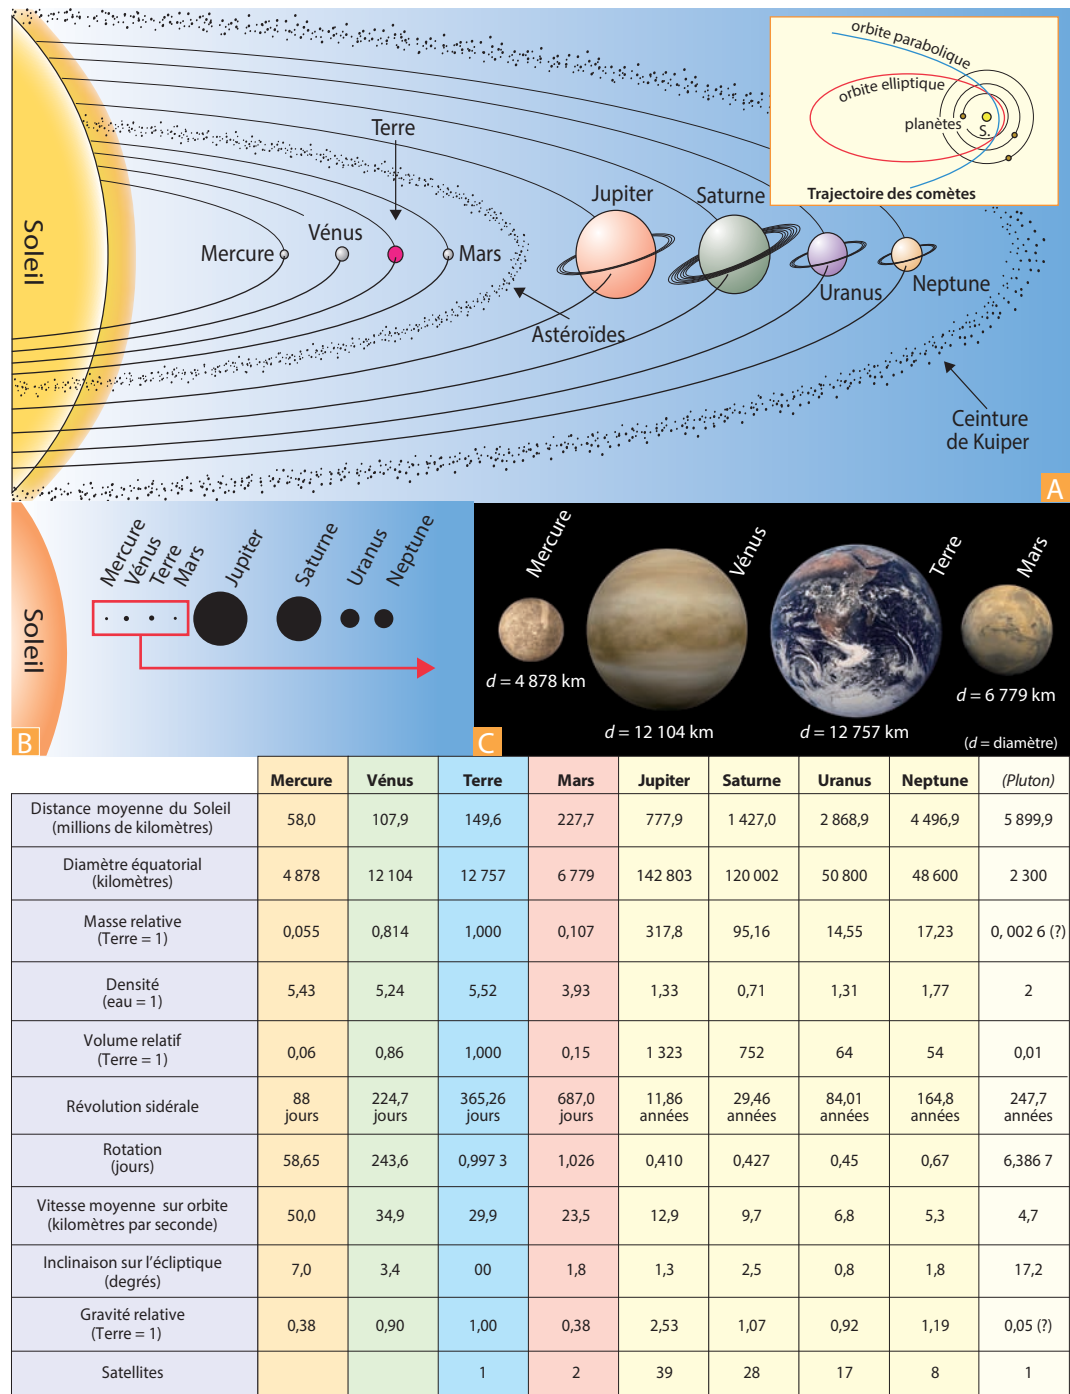 orbite parabolique
orbite elliptique
planètes
S.
Trajectoire des comètes
Soleil
Mercure
Vénus
Terre
Mars
Astéroïdes
Jupiter
Saturne
Uranus
Neptune
Ceinture
de Kuiper
A
Soleil
Mercure
Vénus
Terre
Mars
Jupiter
Saturne
Uranus
Neptune
B
Mercure
Vénus
Terre
Mars
d = 4 878 km
d = 12 104 km
d = 12 757 km
d = 6 779 km
(d = diamètre)
C
Mercure Vénus Terre Mars Jupiter Saturne Uranus Neptune (Pluton)
Distance moyenne du Soleil
(millions de kilomètres)
58,0 107,9 149,6 227,7 777,9 1 427,0 2 868,9 4 496,9 5 899,9
Diamètre équatorial
(kilomètres)
4 878 12 104 12 757 6 779 142 803 120 002 50 800 48 600 2 300
Masse relative
(Terre = 1)
0,055 0,814 1,000 0,107 317,8 95,16 14,55 17,23 0, 002 6 (?)
Densité
(eau = 1)
5,43 5,24 5,52 3,93 1,33 0,71 1,31 1,77 2
Volume relatif
(Terre = 1)
0,06 0,86 1,000 0,15 1 323 752 64 54 0,01
Révolution sidérale
88 224,7 365,26 687,0 11,86 29,46 84,01 164,8 247,7
jours jours jours jours années années années années années
Rotation
(jours)
58,65 243,6 0,997 3 1,026 0,410 0,427 0,45 0,67 6,386 7
Vitesse moyenne sur orbite
(kilomètres par seconde)
50,0 34,9 29,9 23,5 12,9 9,7 6,8 5,3 4,7
Inclinaison sur l'écliptique
(degrés)
7,0 3,4 00 1,8 1,3 2,5 0,8 1,8 17,2
Gravité relative
(Terre = 1)
0,38 0,90 1,00 0,38 2,53 1,07 0,92 1,19 0,05 (?)
Satellites
1 2 39 28 17 8 1